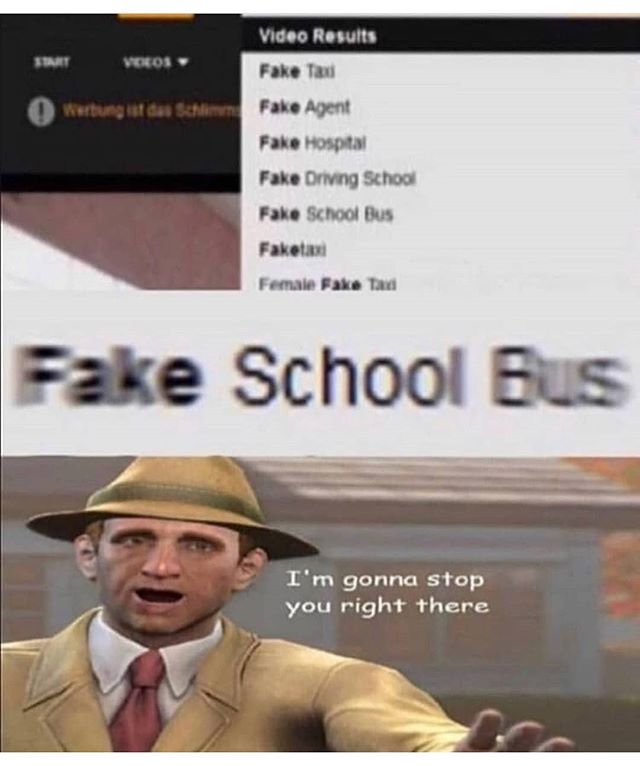 Video Results
START VIDEOS
Werbung ist das Schlimms
Fake Taxi
Fake Agent
Fake Hospital
Fake Driving School
Fake School Bus
Faketaxi
Female Fake Taxi
Fake School Bus
I'm gonna stop
you right there